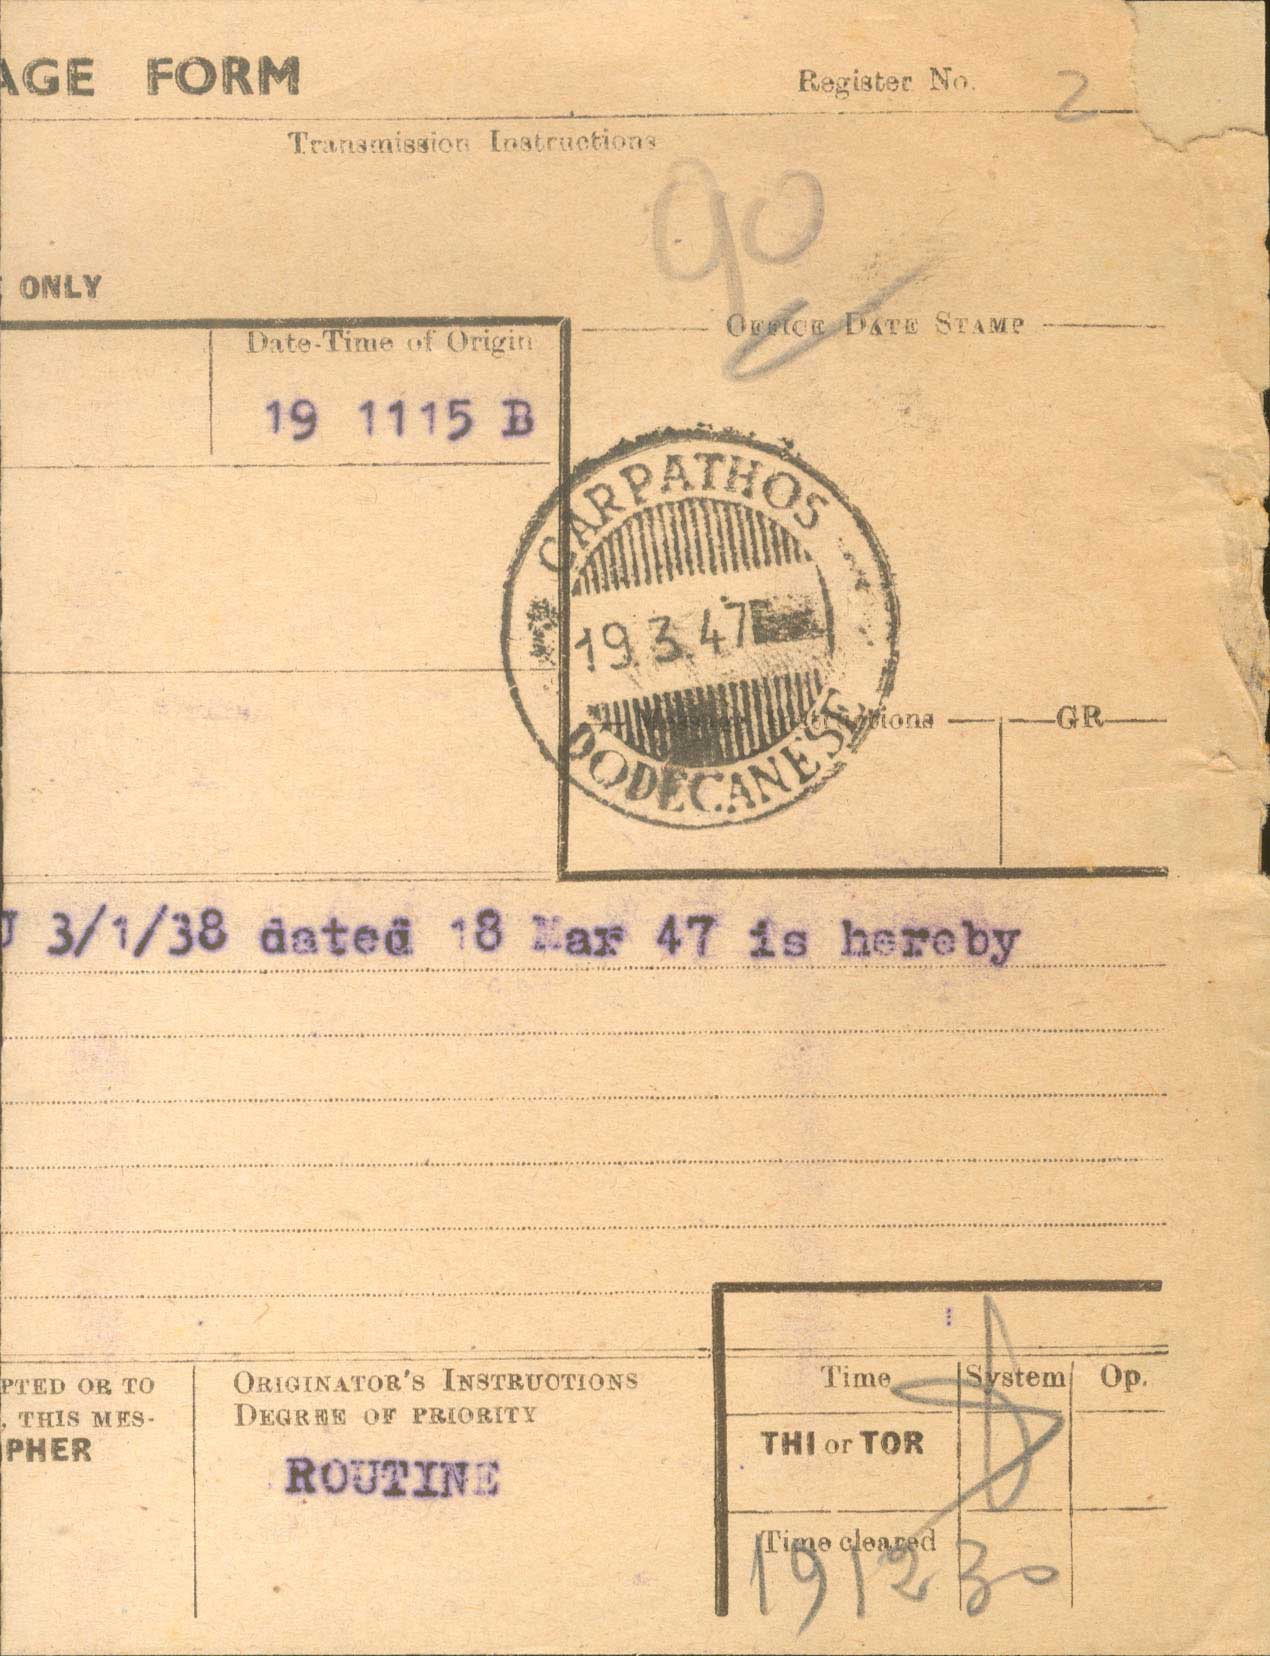 AGE FORM
Register No. 2
Transmission Instructions
90
ONLY
Date-Time of Origin
OFFICE DATE STAMP
19 1115 B
CARPATHOS
19.3.47
DODECANESE
GR
J 3/1/38 dated 18 Mar 47 is hereby
PTED OR TO
, THIS MES-
PHER
ORIGINATOR'S INSTRUCTIONS
DEGREE OF PRIORITY
ROUTINE
Time System Op.
THI or TOR
Time cleared
191230